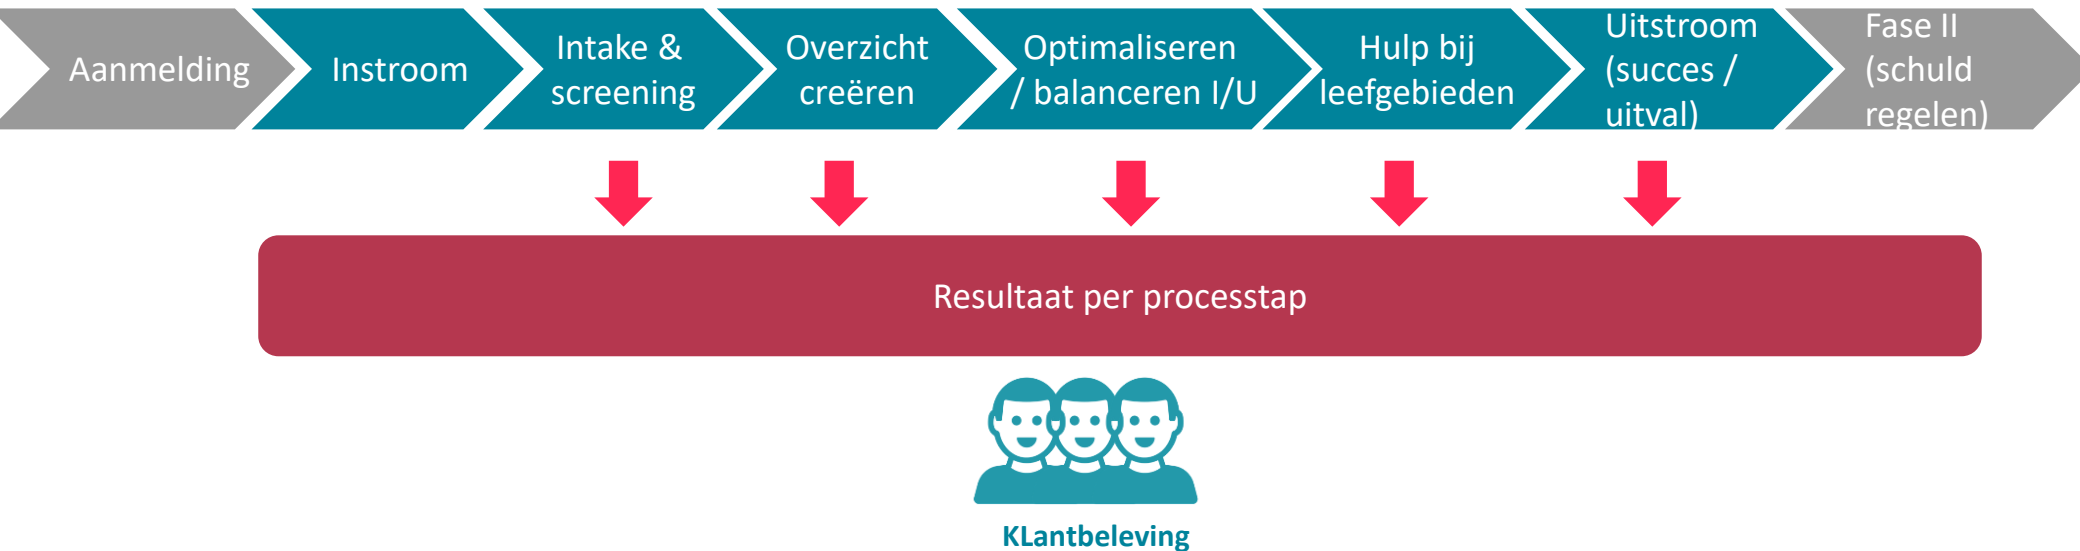 Aanmelding
Instroom
Intake &
screening
Overzicht
creëren
Optimaliseren
/ balanceren I/U
Hulp bij
leefgebieden
Uitstroom
(succes /
uitval)
Fase II
(schuld
regelen)
Resultaat per processtap
KLantbeleving